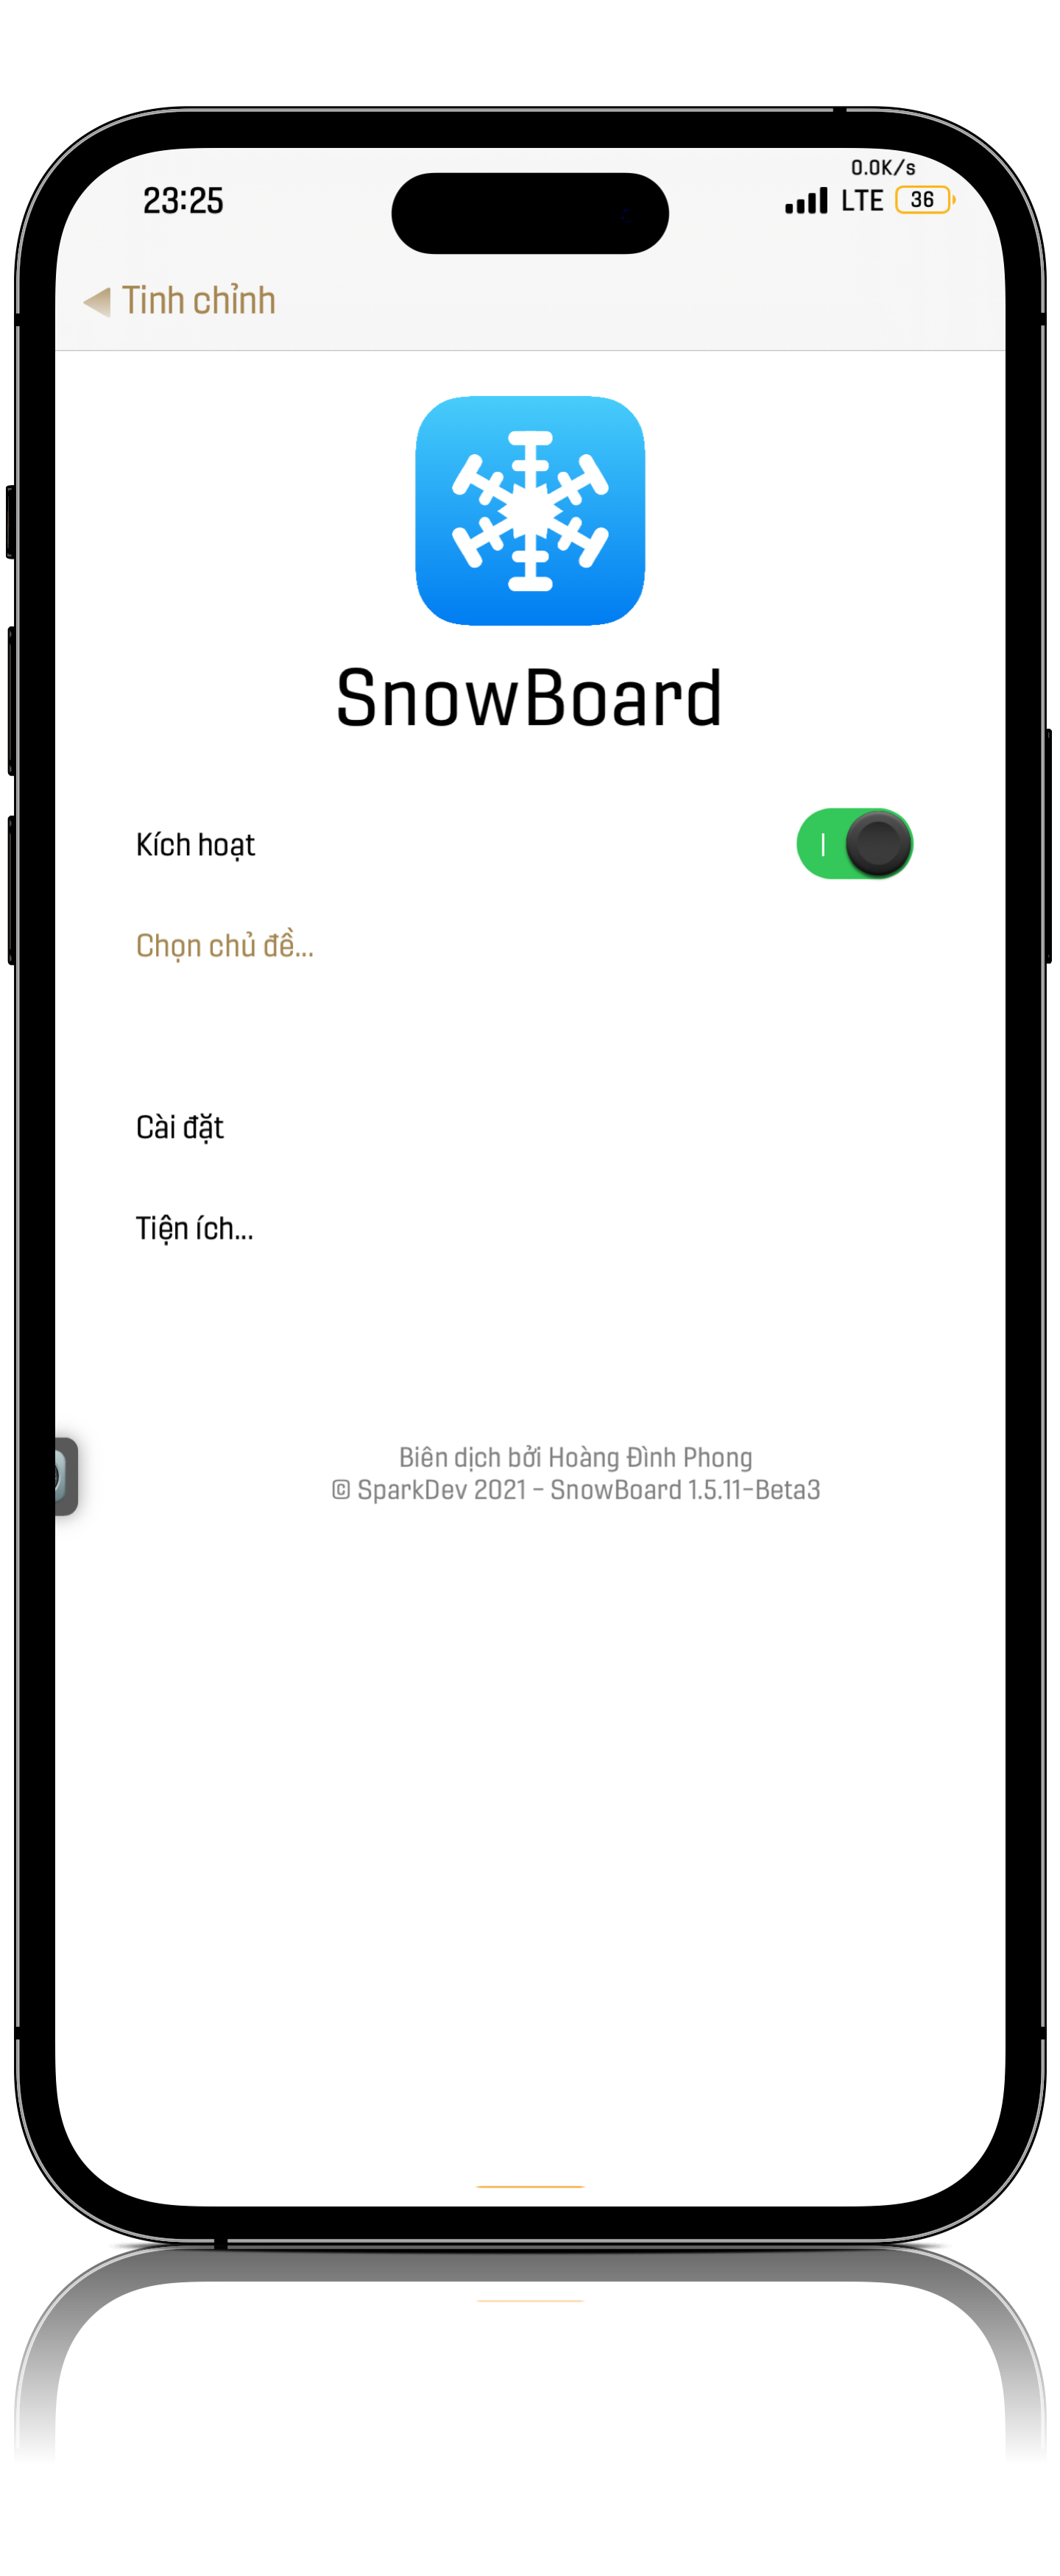 0.0K/s
23:25 LTE 36
Tinh chỉnh
SnowBoard
Kích hoạt
Chọn chủ đề...
Cài đặt
Tiện ích...
Biên dịch bởi Hoàng Đình Phong
© SparkDev 2021 - SnowBoard 1.5.11-Beta3